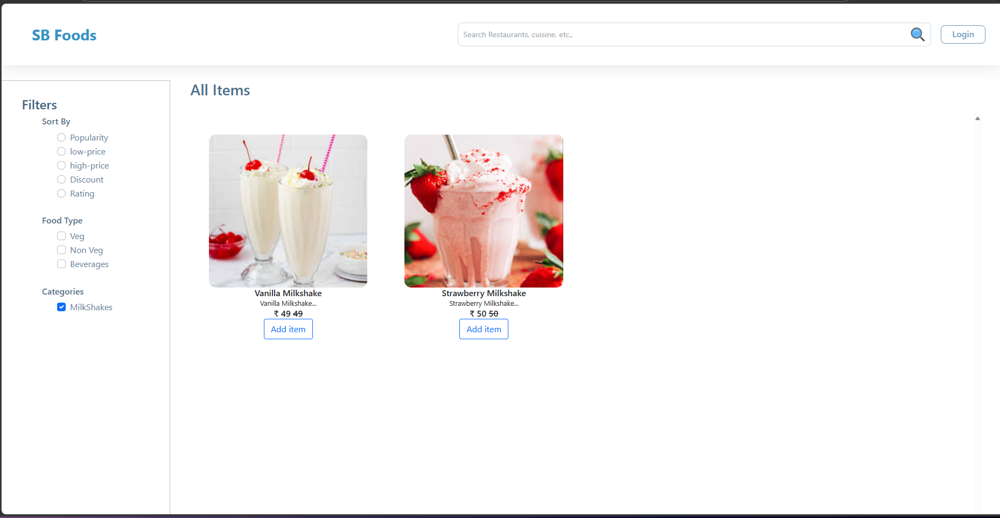 SB Foods
Search Restaurants, cuisine, etc.,
Login
All Items
Filters
Sort By
Popularity
low-price
high-price
Discount
Rating
Food Type
Veg
Non Veg
Beverages
Categories
MilkShakes
Vanilla Milkshake
Vanilla Milkshake...
₹ 49 49
Add item
Strawberry Milkshake
Strawberry Milkshake...
₹ 50 50
Add item